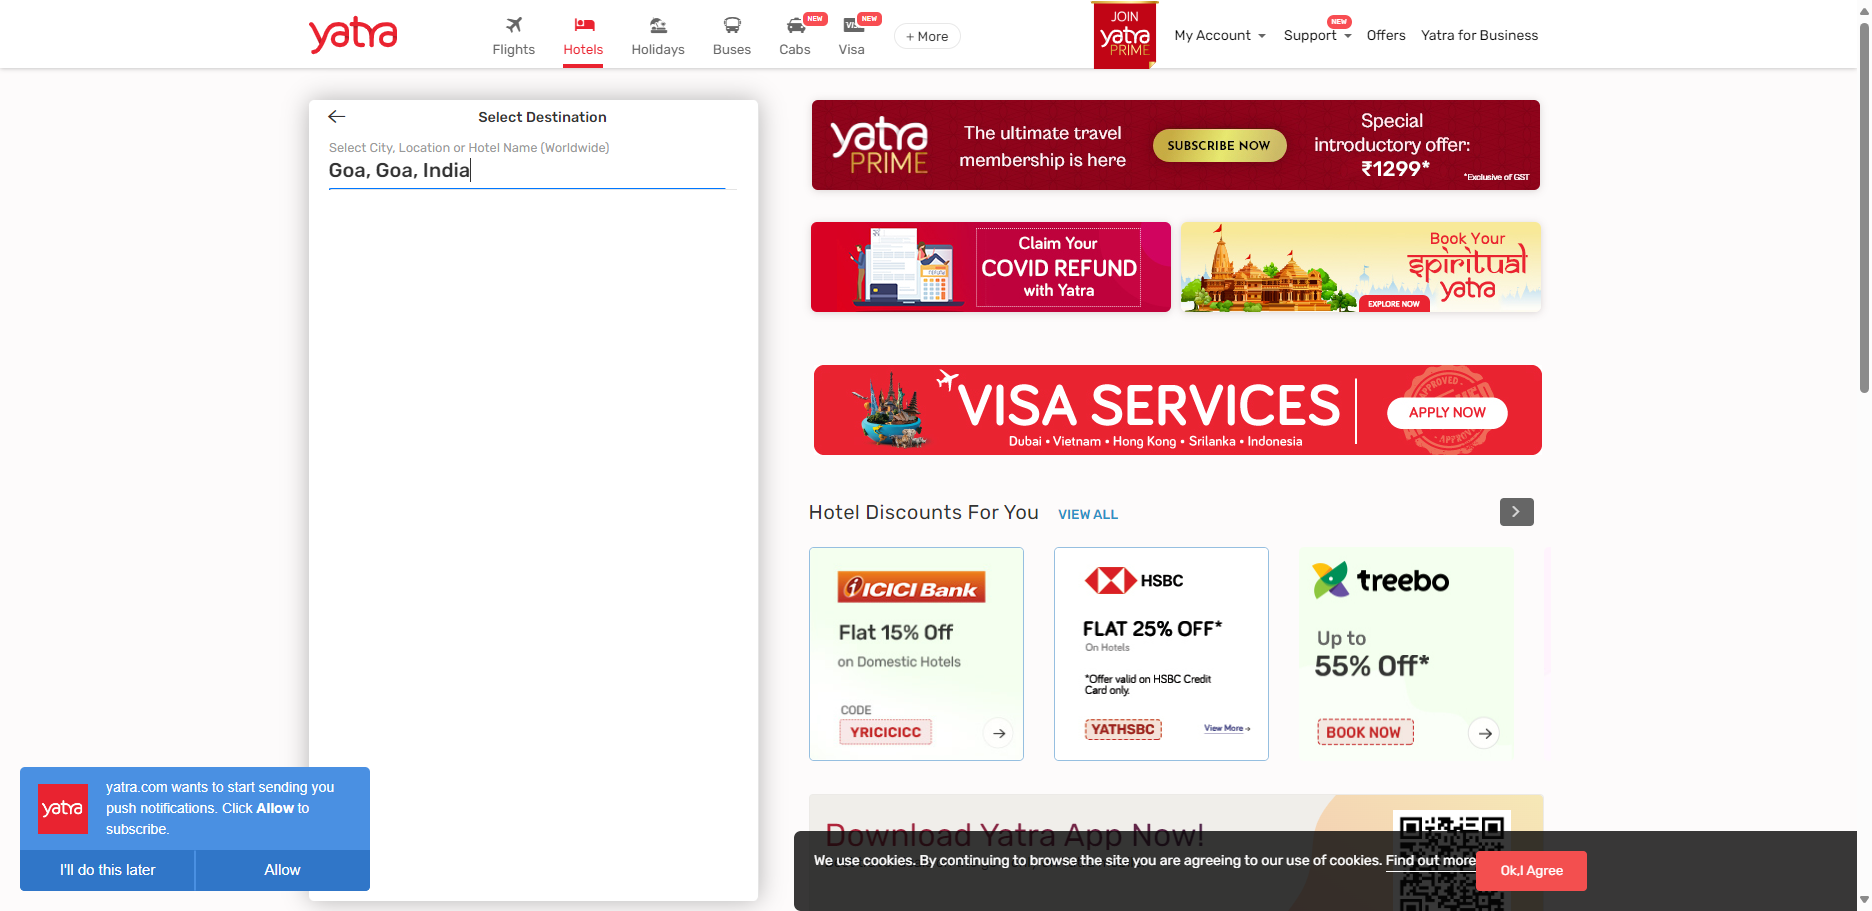 yatra
Flights
Hotels
Holidays
Buses
NEW
Cabs
NEW
Visa
+ More
JOIN
yatra
PRIME
My Account
NEW
Support
Offers
Yatra for Business
Select Destination
Select City, Location or Hotel Name (Worldwide)
Goa, Goa, India
yatra
PRIME
The ultimate travel
membership is here
SUBSCRIBE NOW
Special
introductory offer:
₹1299*
*Exclusive of GST
Claim Your
COVID REFUND
with Yatra
Book Your
Spiritual
yatra
EXPLORE NOW
VISA SERVICES
Dubai • Vietnam • Hong Kong • Srilanka • Indonesia
APPROVED
APPLY NOW
Hotel Discounts For You
VIEW ALL
ICICI Bank
Flat 15% Off
on Domestic Hotels
CODE
YRICICICC
HSBC
FLAT 25% OFF*
On Hotels
*Offer valid on HSBC Credit
Card only.
YATHSBC
View More
treebo
Up to
55% Off*
BOOK NOW
yatra
yatra.com wants to start sending you
push notifications. Click Allow to
subscribe.
I'll do this later
Allow
Download Yatra App Now!
We use cookies. By continuing to browse the site you are agreeing to our use of cookies. Find out more
Ok,I Agree